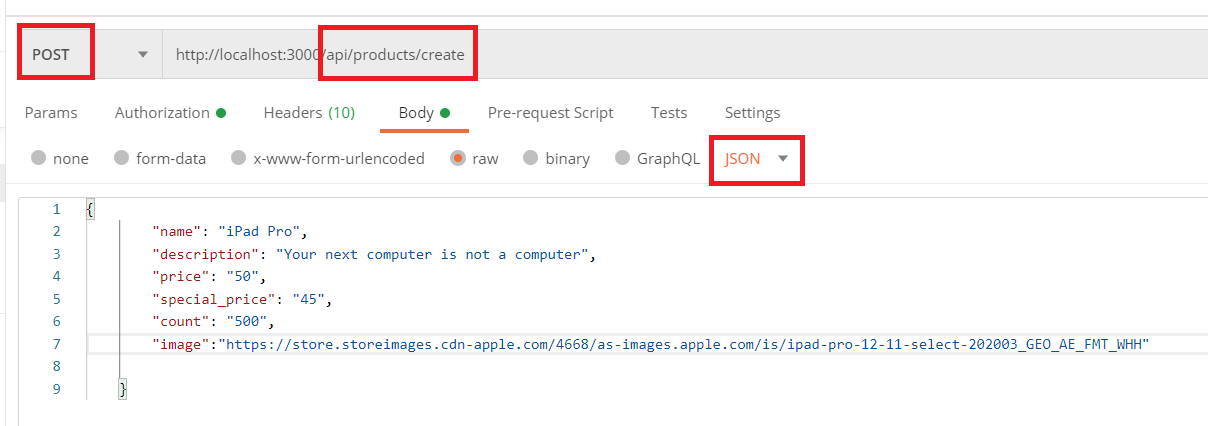 POST http://localhost:3000/api/products/create
Params Authorization Headers (10) Body Pre-request Script Tests Settings
none form-data x-www-form-urlencoded raw binary GraphQL JSON
1 {
2 "name": "iPad Pro",
3 "description": "Your next computer is not a computer",
4 "price": "50",
5 "special_price": "45",
6 "count": "500",
7 "image":"https://store.storeimages.cdn-apple.com/4668/as-images.apple.com/is/ipad-pro-12-11-select-202003_GEO_AE_FMT_WHH"
8
9 }